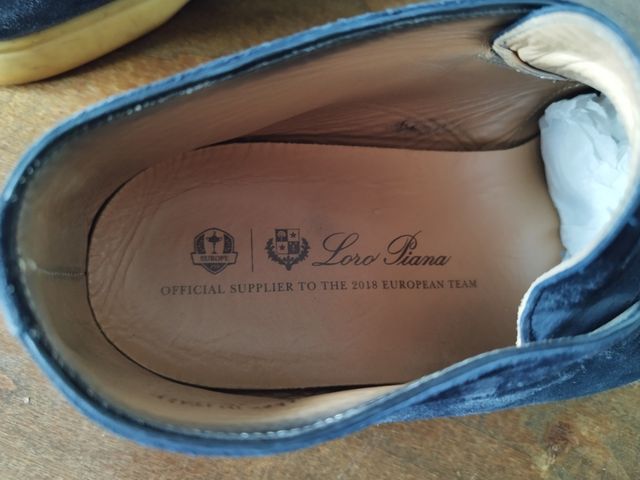 EUROPE
Loro Piana
OFFICIAL SUPPLIER TO THE 2018 EUROPEAN TEAM